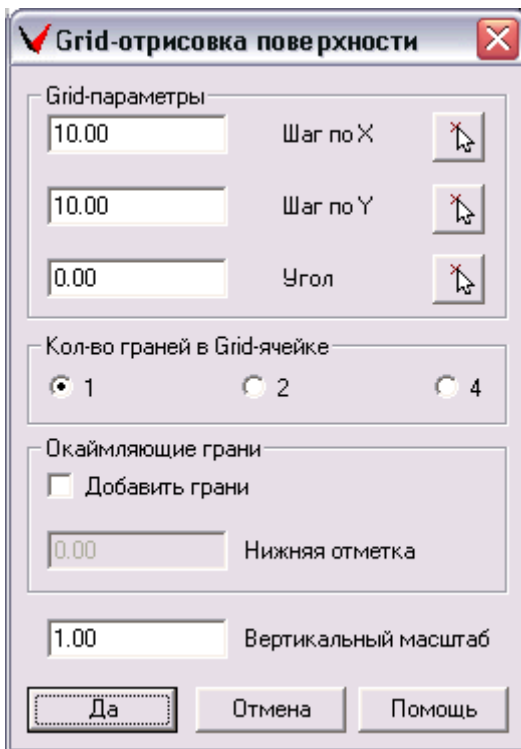 Grid-отрисовка поверхности
Grid-параметры
10.00 Шаг по X
10.00 Шаг по Y
0.00 Угол
Кол-во граней в Grid-ячейке
1 2 4
Окаймляющие грани
Добавить грани
0.00 Нижняя отметка
1.00 Вертикальный масштаб
Да Отмена Помощь